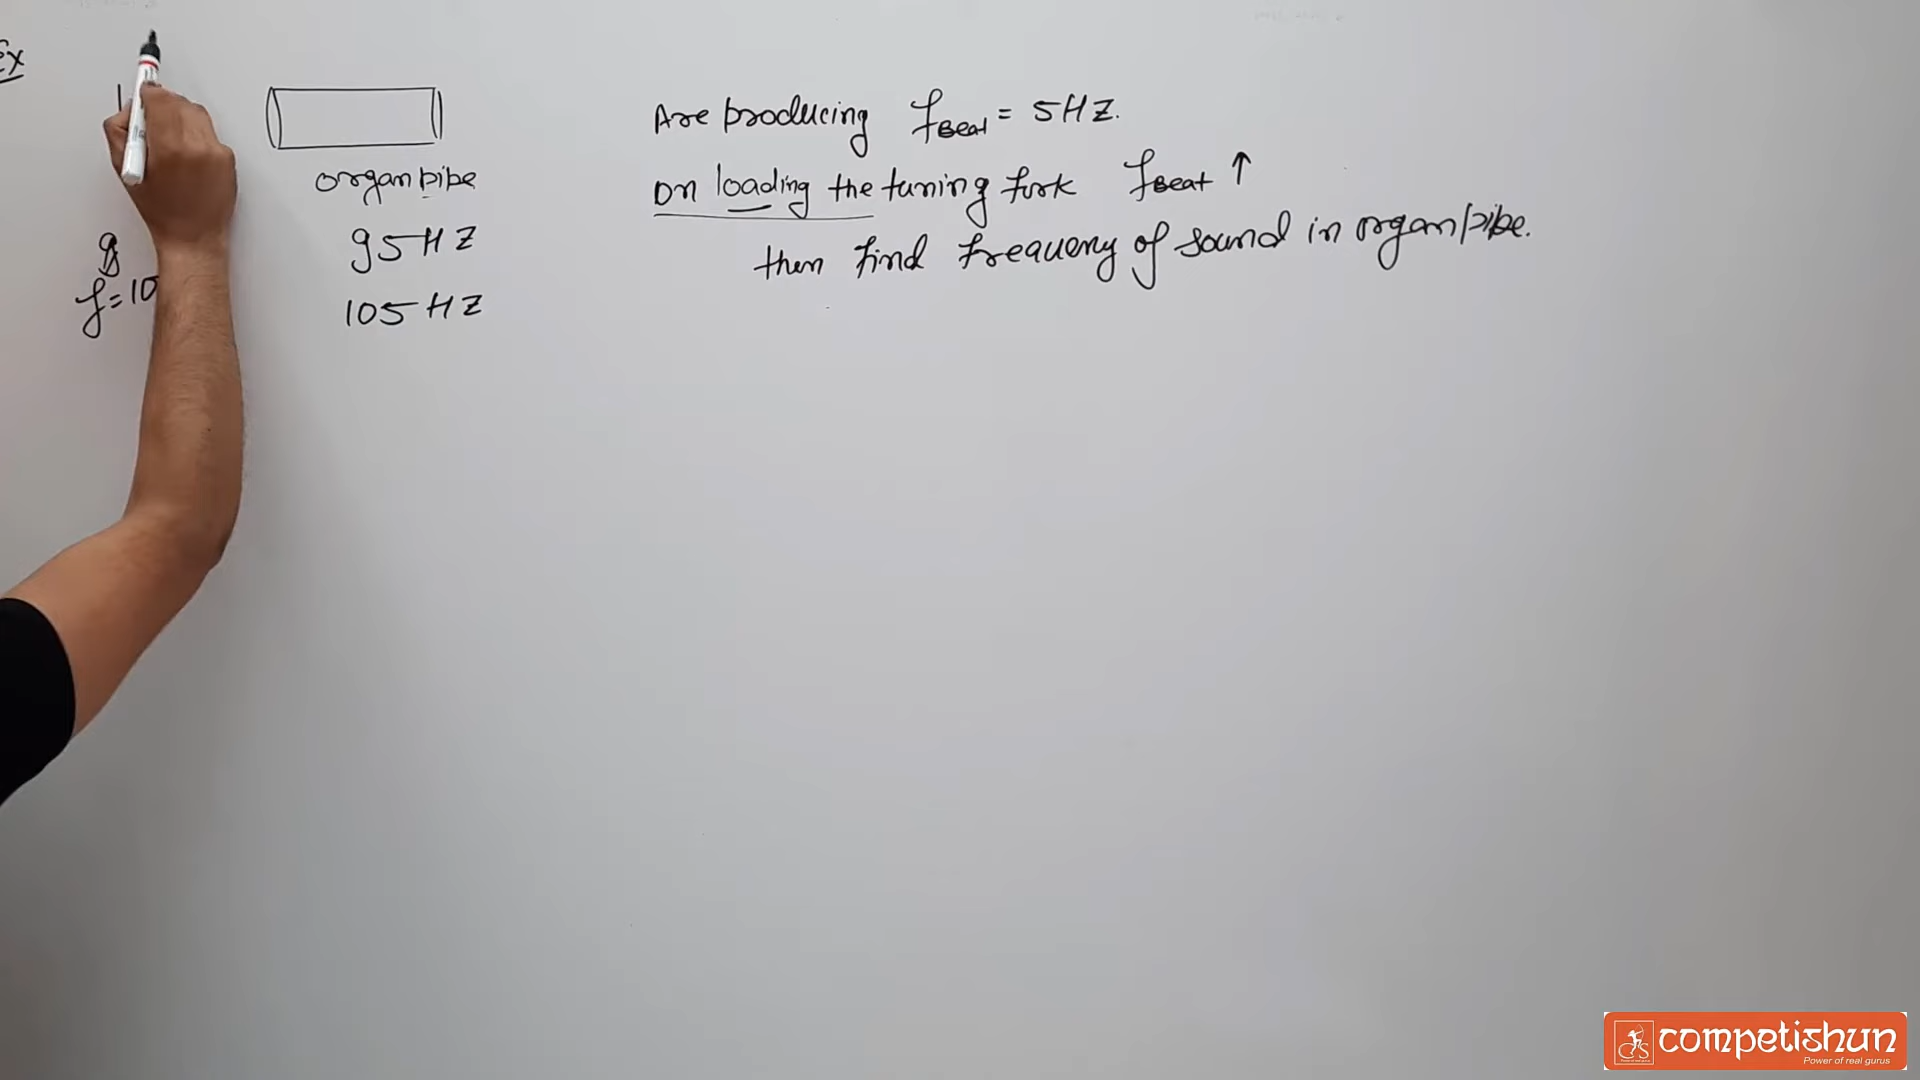 Ex
organ pipe
95 HZ
105 HZ
f = 10
Are producing fBeat = 5HZ.
on loading the tuning fork fBeat ↑
then find frequeny of sound in organ pipe.
competishun
Power of real gurus